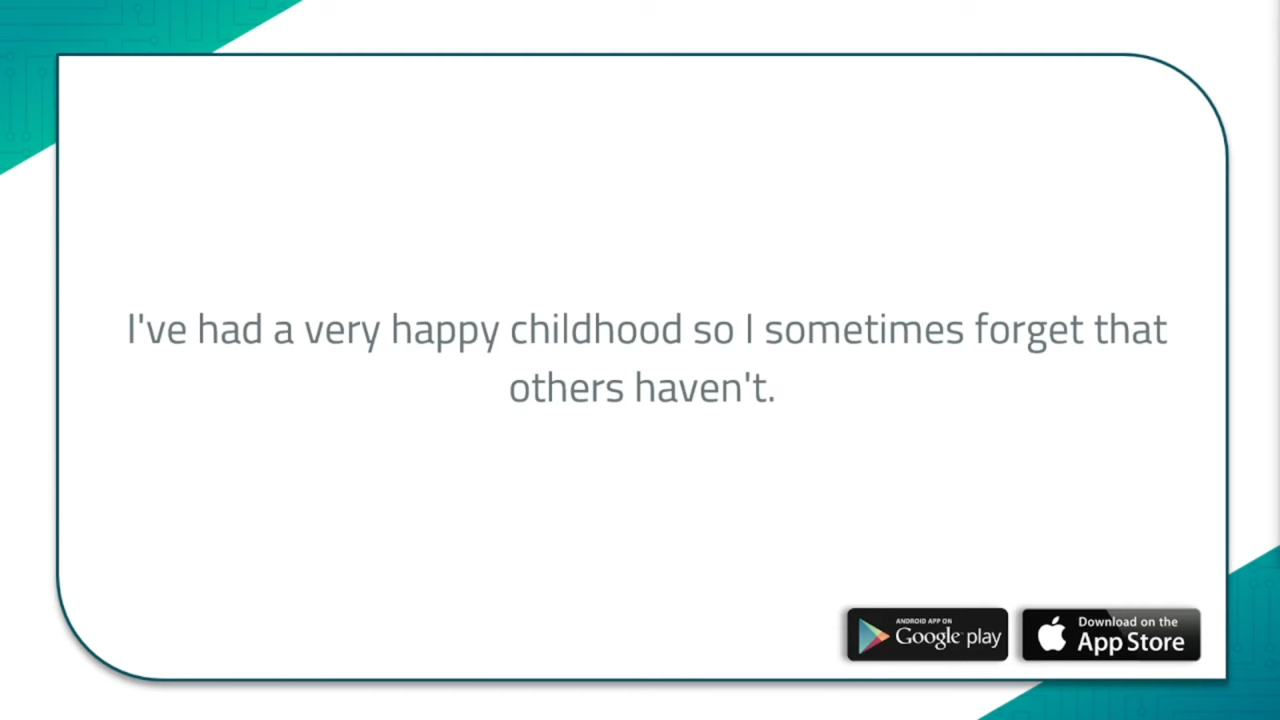 I've had a very happy childhood so I sometimes forget that
others haven't.
ANDROID APP ON
Google play
Download on the
App Store